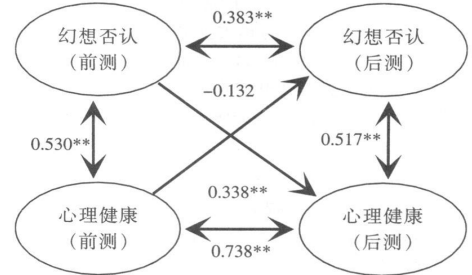 0.383**
幻想否认
(前测)
幻想否认
(后测)
-0.132
0.530**
0.517**
0.338**
心理健康
(前测)
心理健康
(后测)
0.738**